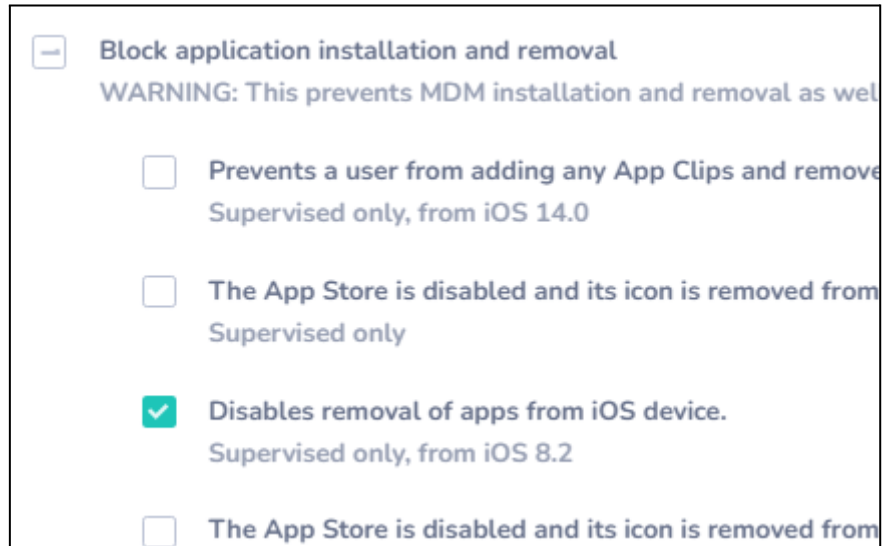 Block application installation and removal
WARNING: This prevents MDM installation and removal as wel
Prevents a user from adding any App Clips and remove
Supervised only, from iOS 14.0
The App Store is disabled and its icon is removed from
Supervised only
Disables removal of apps from iOS device.
Supervised only, from iOS 8.2
The App Store is disabled and its icon is removed from